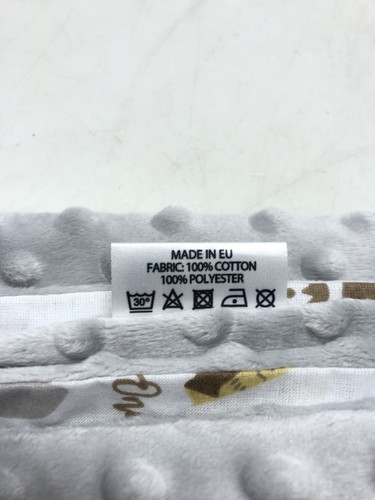 MADE IN EU
FABRIC: 100% COTTON
100% POLYESTER
30°